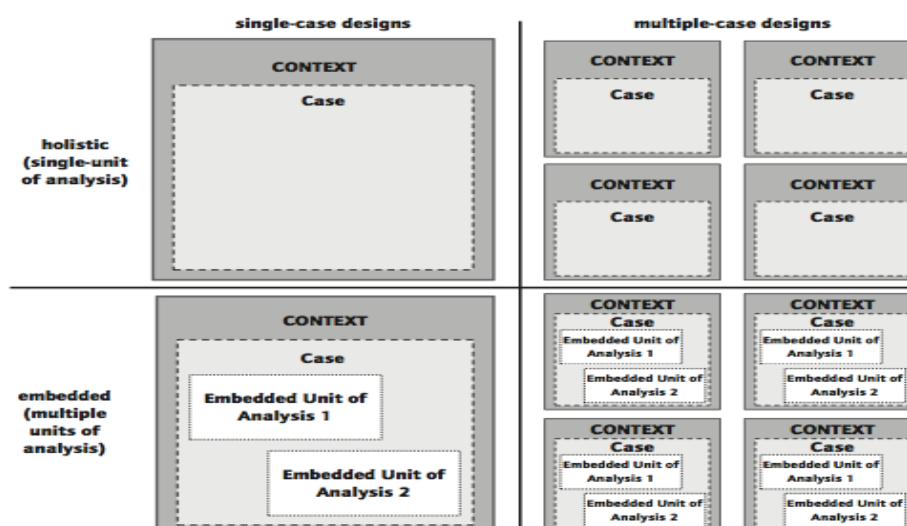 single-case designs
multiple-case designs
holistic
(single-unit
of analysis)
CONTEXT
Case
CONTEXT
Case
CONTEXT
Case
CONTEXT
Case
CONTEXT
Case
embedded
(multiple
units of
analysis)
CONTEXT
Case
Embedded Unit of
Analysis 1
Embedded Unit of
Analysis 2
CONTEXT
Case
Embedded Unit of
Analysis 1
Embedded Unit of
Analysis 2
CONTEXT
Case
Embedded Unit of
Analysis 1
Embedded Unit of
Analysis 2
CONTEXT
Case
Embedded Unit of
Analysis 1
Embedded Unit of
Analysis 2
CONTEXT
Case
Embedded Unit of
Analysis 1
Embedded Unit of
Analysis 2